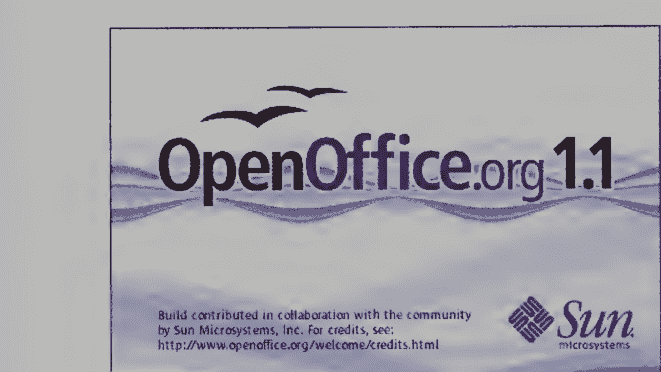 OpenOffice.org 1.1
Build contributed in collaboration with the community
by Sun Microsystems, Inc. For credits, see:
http://www.openoffice.org/welcome/credits.html
Sun
microsystems